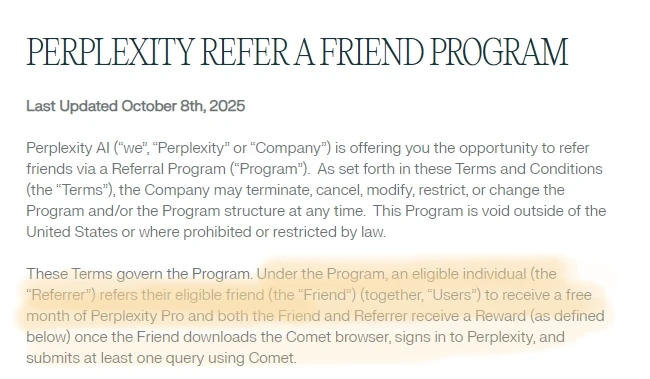 PERPLEXITY REFER A FRIEND PROGRAM
Last Updated October 8th, 2025
Perplexity AI (“we”, “Perplexity” or “Company”) is offering you the opportunity to refer
friends via a Referral Program (“Program”).  As set forth in these Terms and Conditions
(the “Terms”), the Company may terminate, cancel, modify, restrict, or change the
Program and/or the Program structure at any time.  This Program is void outside of the
United States or where prohibited or restricted by law.
These Terms govern the Program. Under the Program, an eligible individual (the
“Referrer”) refers their eligible friend (the “Friend”) (together, “Users”) to receive a free
month of Perplexity Pro and both the Friend and Referrer receive a Reward (as defined
below) once the Friend downloads the Comet browser, signs in to Perplexity, and
submits at least one query using Comet.